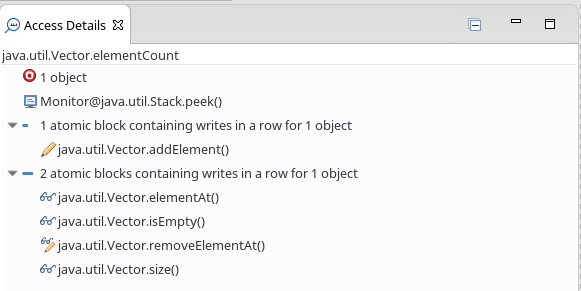 Access Details
java.util.Vector.elementCount
1 object
Monitor@java.util.Stack.peek()
1 atomic block containing writes in a row for 1 object
java.util.Vector.addElement()
2 atomic blocks containing writes in a row for 1 object
java.util.Vector.elementAt()
java.util.Vector.isEmpty()
java.util.Vector.removeElementAt()
java.util.Vector.size()